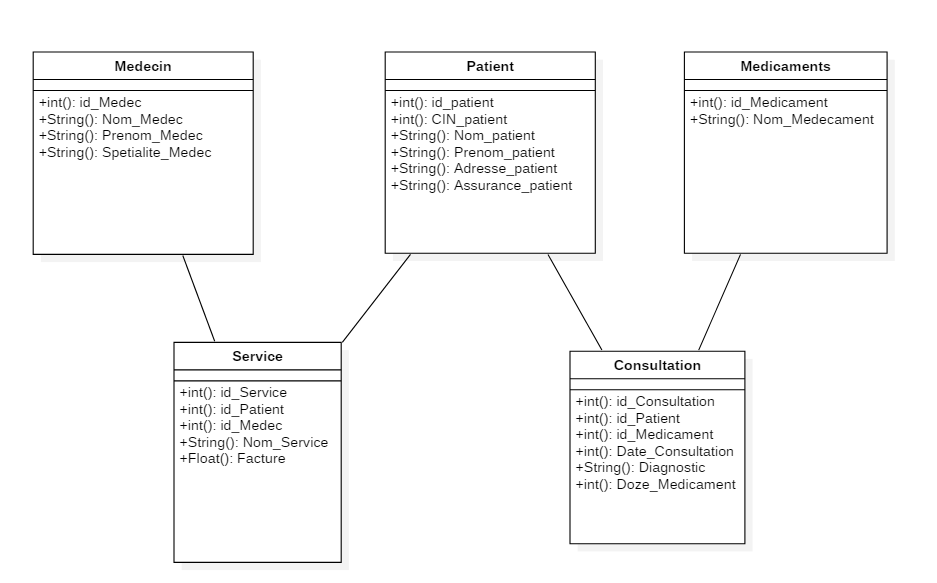 Medecin
+int(): id_Medec
+String(): Nom_Medec
+String(): Prenom_Medec
+String(): Spetialite_Medec
Patient
+int(): id_patient
+int(): CIN_patient
+String(): Nom_patient
+String(): Prenom_patient
+String(): Adresse_patient
+String(): Assurance_patient
Medicaments
+int(): id_Medicament
+String(): Nom_Medecament
Service
+int(): id_Service
+int(): id_Patient
+int(): id_Medec
+String(): Nom_Service
+Float(): Facture
Consultation
+int(): id_Consultation
+int(): id_Patient
+int(): id_Medicament
+int(): Date_Consultation
+String(): Diagnostic
+int(): Doze_Medicament